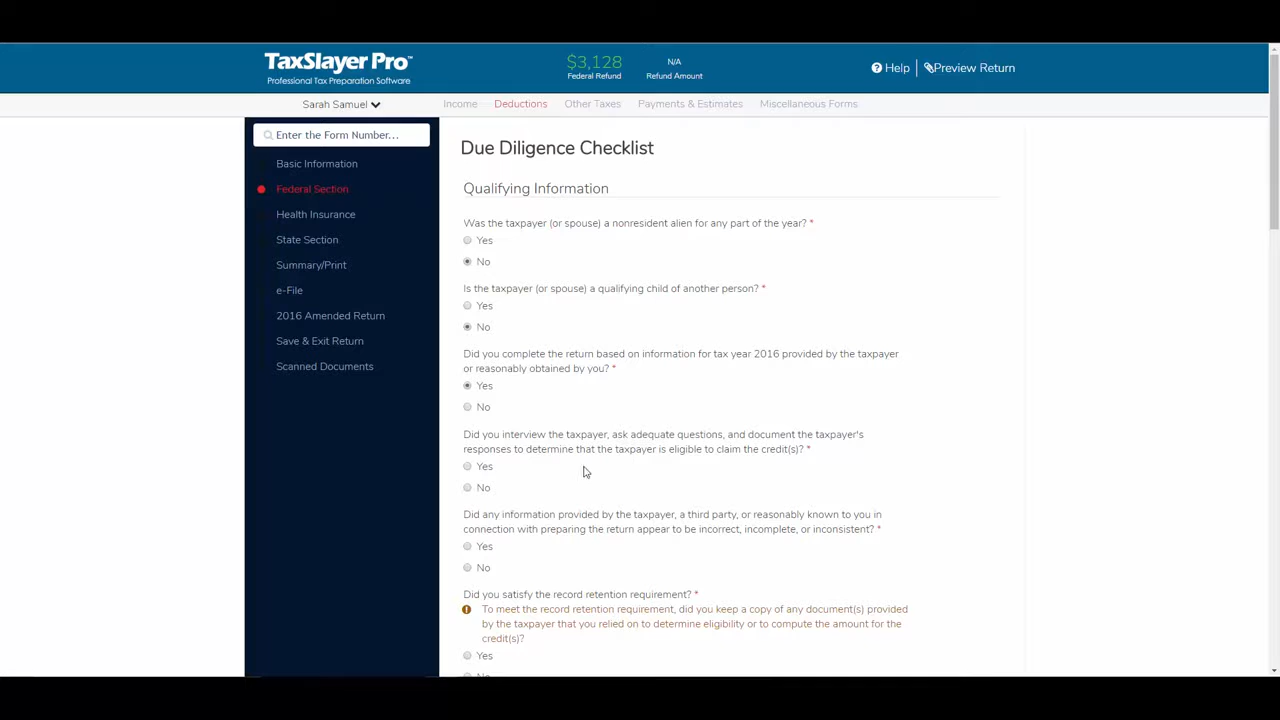 TaxSlayer Pro™
Professional Tax Preparation Software
$3,128
Federal Refund
N/A
Refund Amount
Help
Preview Return
Sarah Samuel
Income
Deductions
Other Taxes
Payments & Estimates
Miscellaneous Forms
Enter the Form Number...
Basic Information
Federal Section
Health Insurance
State Section
Summary/Print
e-File
2016 Amended Return
Save & Exit Return
Scanned Documents
Due Diligence Checklist
Qualifying Information
Was the taxpayer (or spouse) a nonresident alien for any part of the year? *
Yes
No
Is the taxpayer (or spouse) a qualifying child of another person? *
Yes
No
Did you complete the return based on information for tax year 2016 provided by the taxpayer
or reasonably obtained by you? *
Yes
No
Did you interview the taxpayer, ask adequate questions, and document the taxpayer's
responses to determine that the taxpayer is eligible to claim the credit(s)? *
Yes
No
Did any information provided by the taxpayer, a third party, or reasonably known to you in
connection with preparing the return appear to be incorrect, incomplete, or inconsistent? *
Yes
No
Did you satisfy the record retention requirement? *
To meet the record retention requirement, did you keep a copy of any document(s) provided
by the taxpayer that you relied on to determine eligibility or to compute the amount for the
credit(s)?
Yes
No